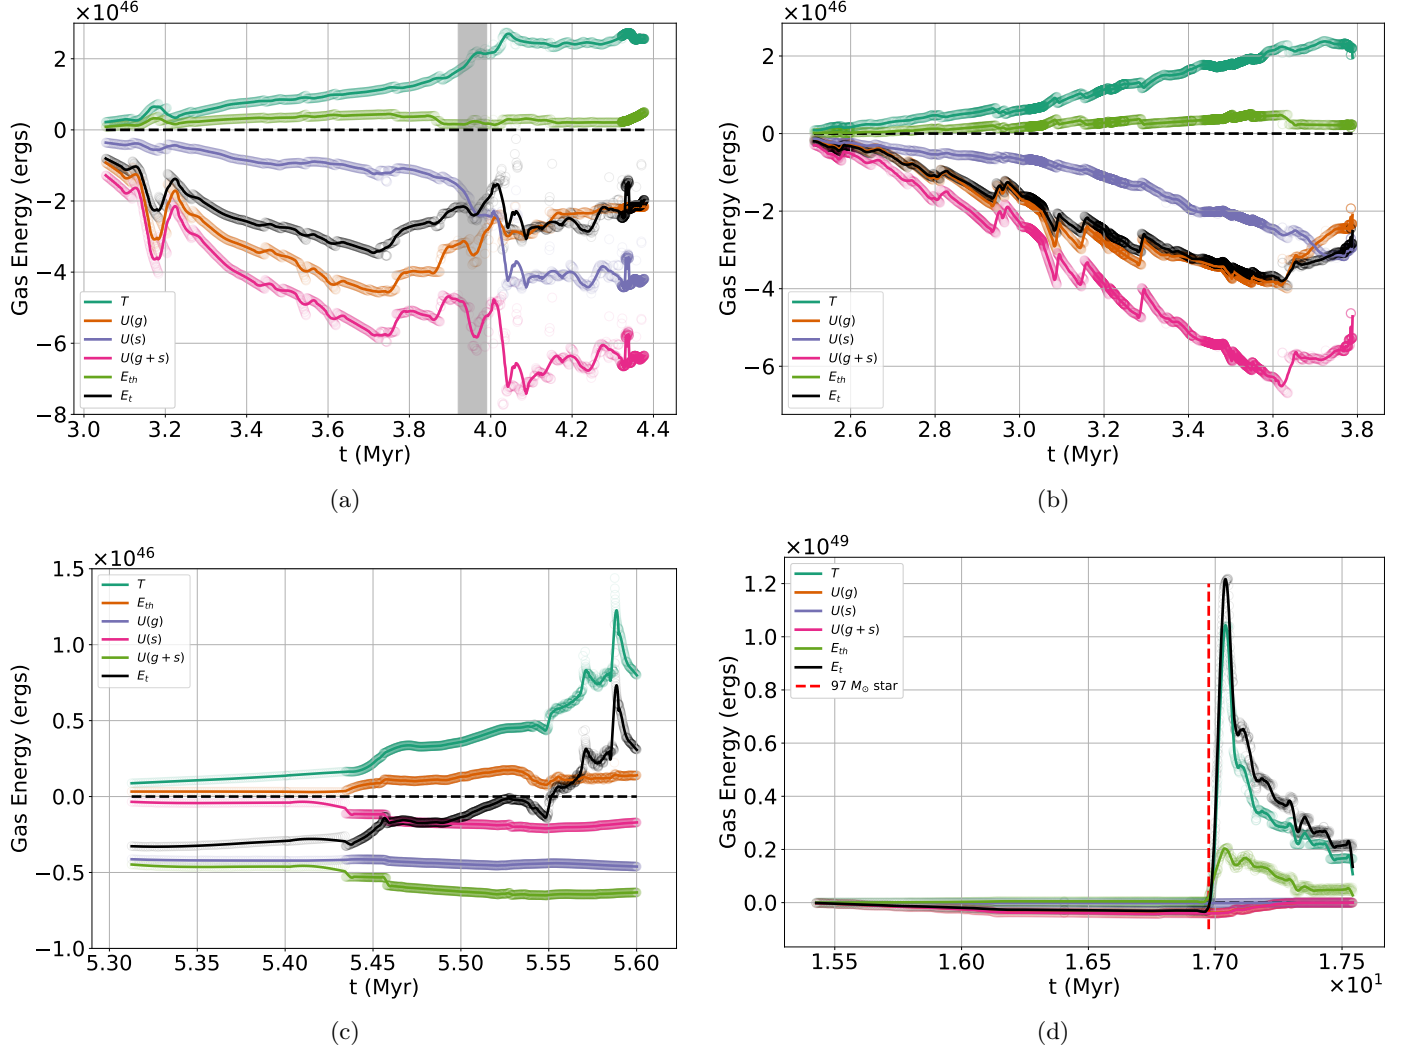 ×10^46
2
0
−2
−4
−6
−8
Gas Energy (ergs)
T
U(g)
U(s)
U(g + s)
E_th
E_t
3.0 3.2 3.4 3.6 3.8 4.0 4.2 4.4
t (Myr)
(a)
×10^46
2
0
−2
−4
−6
Gas Energy (ergs)
T
U(g)
U(s)
U(g + s)
E_th
E_t
2.6 2.8 3.0 3.2 3.4 3.6 3.8
t (Myr)
(b)
×10^46
1.5
1.0
0.5
0.0
−0.5
−1.0
Gas Energy (ergs)
T
E_th
U(g)
U(s)
U(g + s)
E_t
5.30 5.35 5.40 5.45 5.50 5.55 5.60
t (Myr)
(c)
×10^49
1.2
1.0
0.8
0.6
0.4
0.2
0.0
Gas Energy (ergs)
T
U(g)
U(s)
U(g + s)
E_th
E_t
97 M_⊙ star
1.55 1.60 1.65 1.70 1.75
×10^1
t (Myr)
(d)